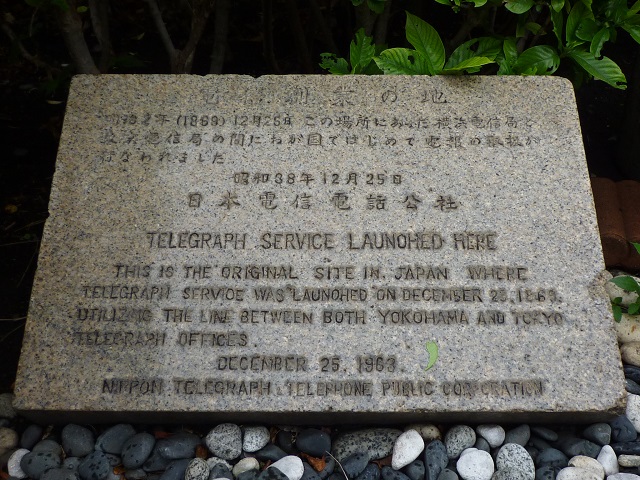 電信創業の地
明治2年(1869)12月25日 この場所にあった横浜電信局と
東京電信局の間にわが国ではじめて電報の取扱が
行なわれました
昭和38年12月25日
日本電信電話公社
TELEGRAPH SERVICE LAUNCHED HERE
THIS IS THE ORIGINAL SITE IN JAPAN WHERE
TELEGRAPH SERVICE WAS LAUNCHED ON DECEMBER 25, 1869,
UTILIZING THE LINE BETWEEN BOTH YOKOHAMA AND TOKYO
TELEGRAPH OFFICES.
DECEMBER 25, 1963
NIPPON TELEGRAPH & TELEPHONE PUBLIC CORPORATION